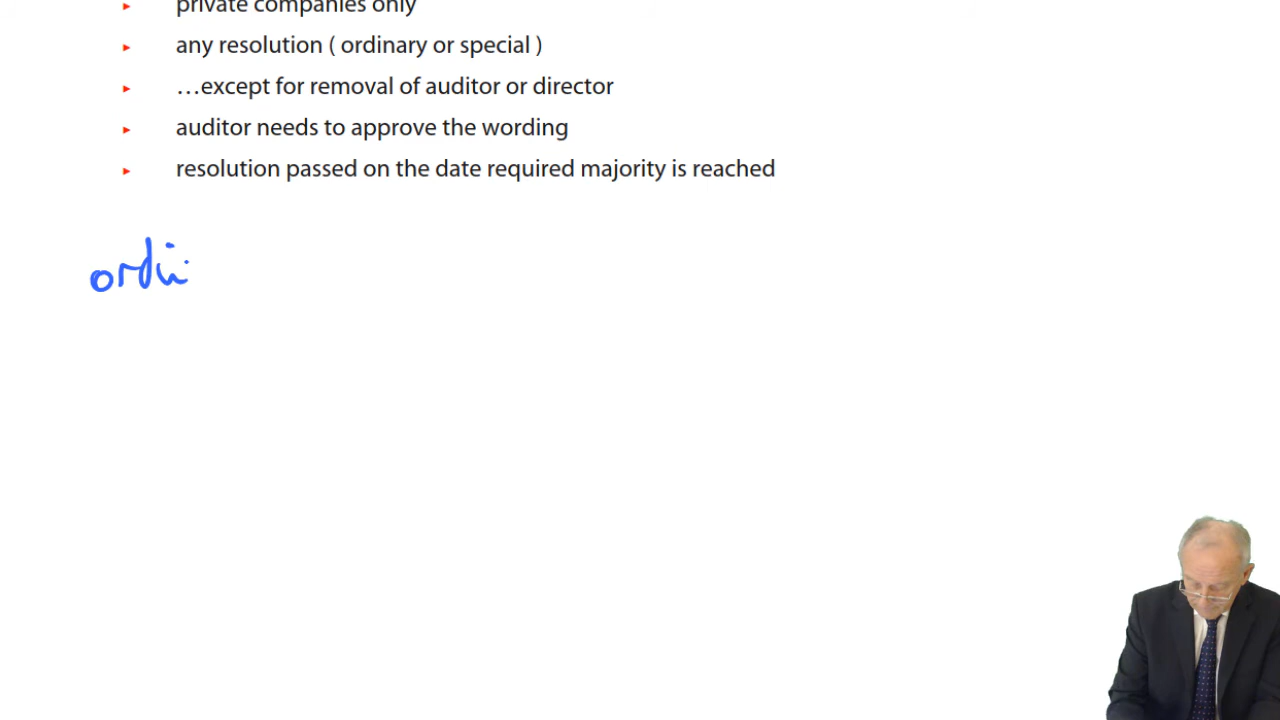 private companies only
any resolution ( ordinary or special )
…except for removal of auditor or director
auditor needs to approve the wording
resolution passed on the date required majority is reached
ordi